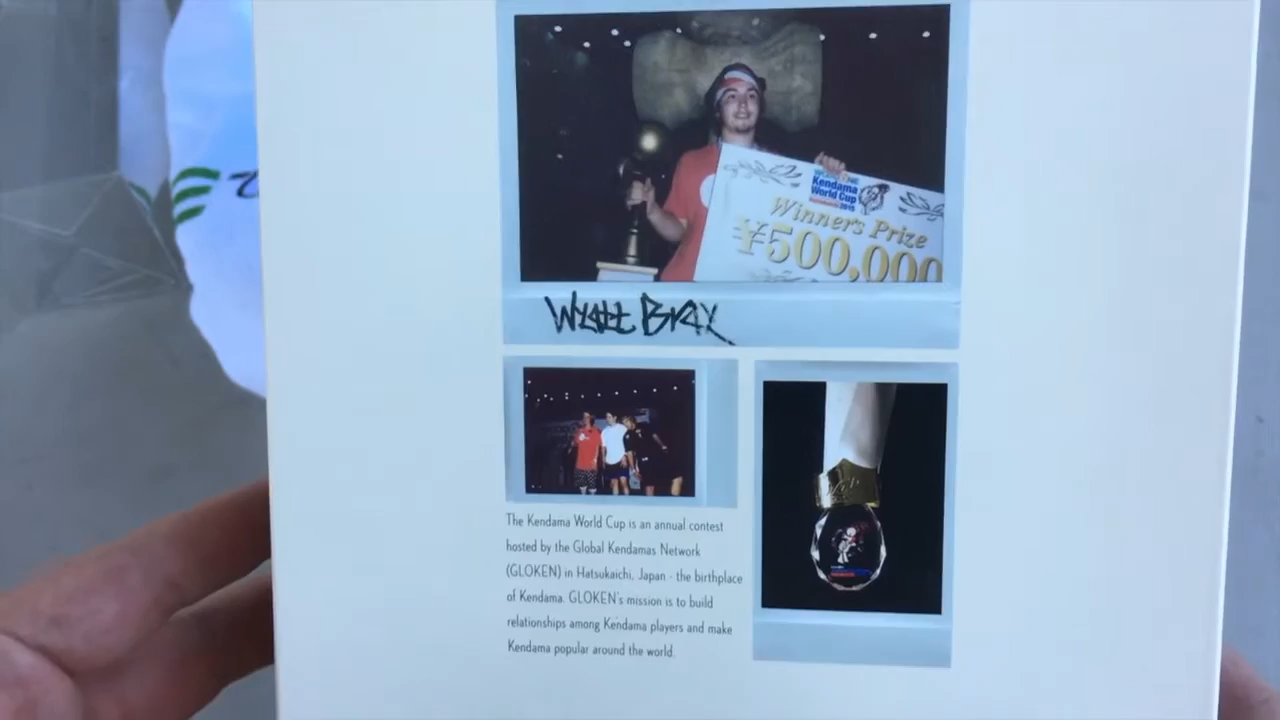 Kendama
World Cup
2015
Winner's Prize
¥500,000
Wyatt Bray
The Kendama World Cup is an annual contest
hosted by the Global Kendamas Network
(GLOKEN) in Hatsukaichi, Japan - the birthplace
of Kendama. GLOKEN's mission is to build
relationships among Kendama players and make
Kendama popular around the world.